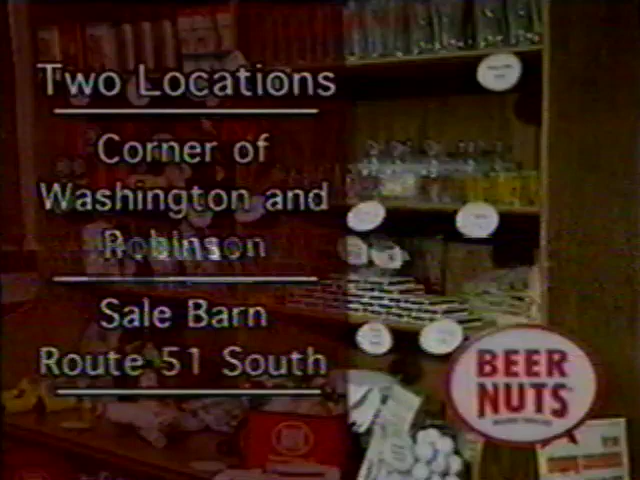 Two Locations
Corner of
Washington and
Robinson
Sale Barn
Route 51 South
BEER
NUTS